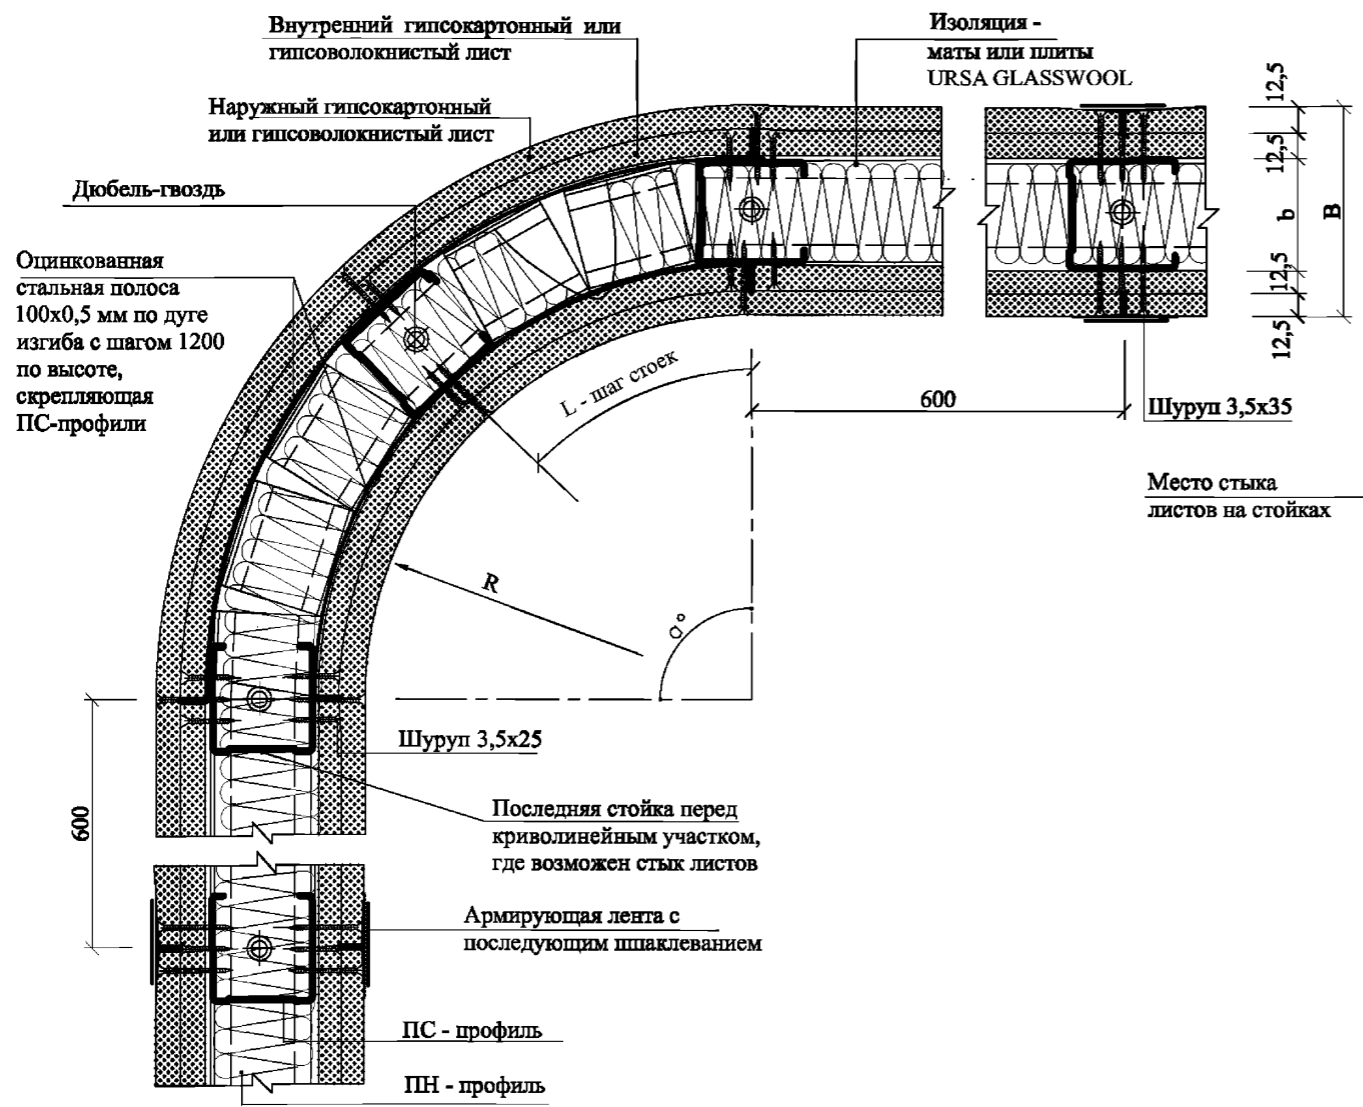 Внутренний гипсокартонный или
гипсоволокнистый лист
Изоляция -
маты или плиты
URSA GLASSWOOL
Наружный гипсокартонный
или гипсоволокнистый лист
Дюбель-гвоздь
Оцинкованная
стальная полоса
100х0,5 мм по дуге
изгиба с шагом 1200
по высоте,
скрепляющая
ПС-профили
12,5
12,5
b
B
12,5
12,5
L - шаг стоек
600
Шуруп 3,5х35
Место стыка
листов на стойках
R
α°
Шуруп 3,5х25
600
Последняя стойка перед
криволинейным участком,
где возможен стык листов
Армирующая лента с
последующим шпаклеванием
ПС - профиль
ПН - профиль